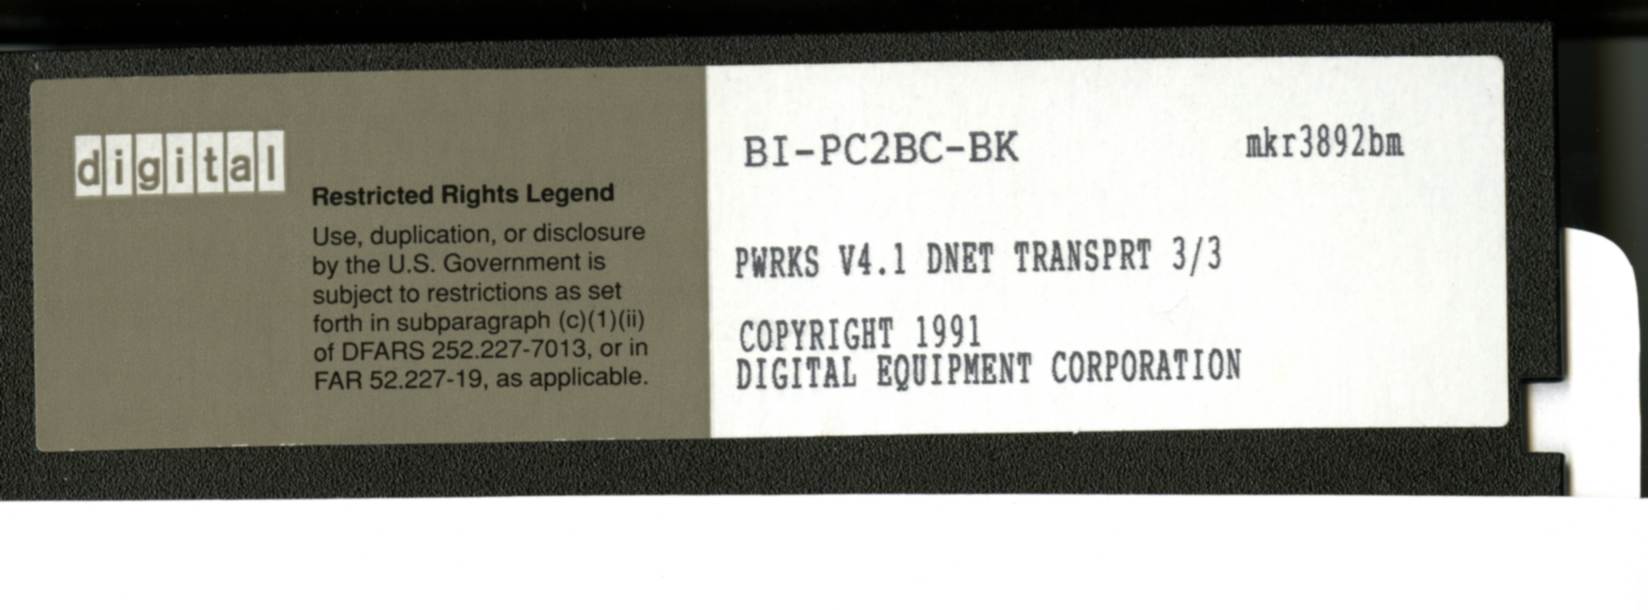 digital
Restricted Rights Legend
Use, duplication, or disclosure
by the U.S. Government is
subject to restrictions as set
forth in subparagraph (c)(1)(ii)
of DFARS 252.227-7013, or in
FAR 52.227-19, as applicable.
BI-PC2BC-BK mkr3892bm
PWRKS V4.1 DNET TRANSPRT 3/3
COPYRIGHT 1991
DIGITAL EQUIPMENT CORPORATION